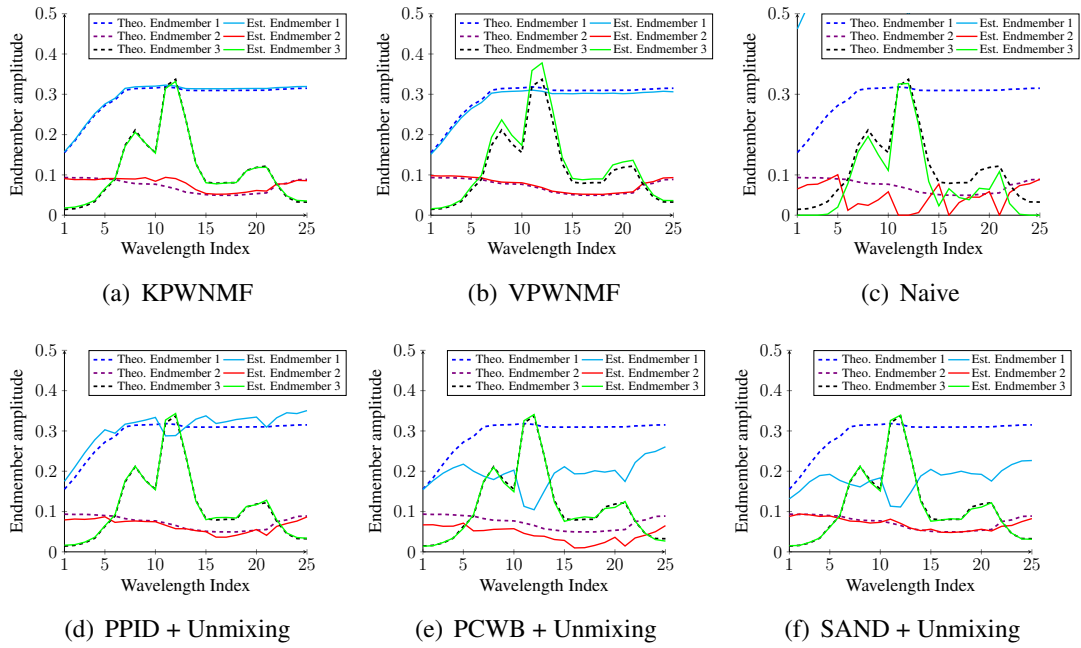 0.5
0.4
0.3
0.2
0.1
0
Endmember amplitude
Theo. Endmember 1 Est. Endmember 1
Theo. Endmember 2 Est. Endmember 2
Theo. Endmember 3 Est. Endmember 3
1 5 10 15 20 25
Wavelength Index
(a) KPWNMF
0.5
0.4
0.3
0.2
0.1
0
Endmember amplitude
Theo. Endmember 1 Est. Endmember 1
Theo. Endmember 2 Est. Endmember 2
Theo. Endmember 3 Est. Endmember 3
1 5 10 15 20 25
Wavelength Index
(b) VPWNMF
0.5
0.4
0.3
0.2
0.1
0
Endmember amplitude
Theo. Endmember 1 Est. Endmember 1
Theo. Endmember 2 Est. Endmember 2
Theo. Endmember 3 Est. Endmember 3
1 5 10 15 20 25
Wavelength Index
(c) Naive
0.5
0.4
0.3
0.2
0.1
0
Endmember amplitude
Theo. Endmember 1 Est. Endmember 1
Theo. Endmember 2 Est. Endmember 2
Theo. Endmember 3 Est. Endmember 3
1 5 10 15 20 25
Wavelength Index
(d) PPID + Unmixing
0.5
0.4
0.3
0.2
0.1
0
Endmember amplitude
Theo. Endmember 1 Est. Endmember 1
Theo. Endmember 2 Est. Endmember 2
Theo. Endmember 3 Est. Endmember 3
1 5 10 15 20 25
Wavelength Index
(e) PCWB + Unmixing
0.5
0.4
0.3
0.2
0.1
0
Endmember amplitude
Theo. Endmember 1 Est. Endmember 1
Theo. Endmember 2 Est. Endmember 2
Theo. Endmember 3 Est. Endmember 3
1 5 10 15 20 25
Wavelength Index
(f) SAND + Unmixing